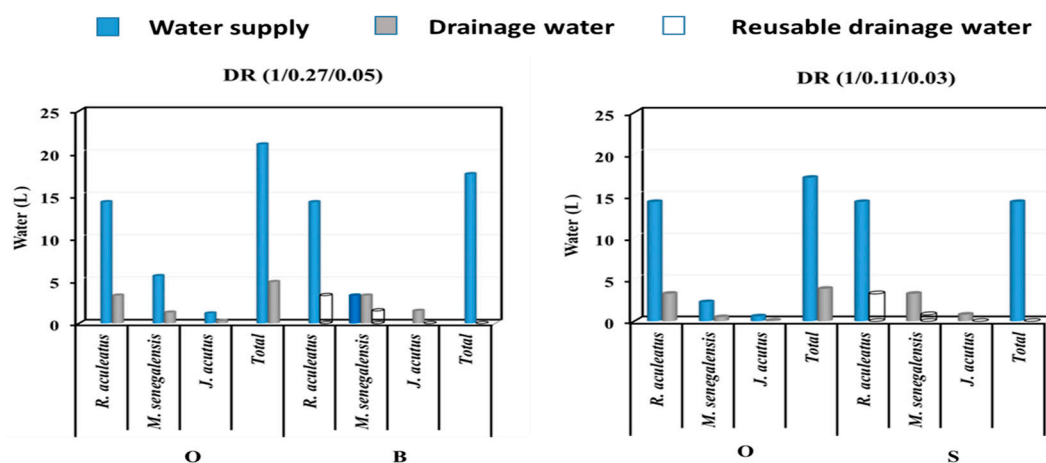 Water supply Drainage water Reusable drainage water
DR (1/0.27/0.05)
Water (L)
25
20
15
10
5
0
R. aculeatus
M. senegalensis
J. acutus
Total
R. aculeatus
M. senegalensis
J. acutus
Total
O B
DR (1/0.11/0.03)
Water (L)
25
20
15
10
5
0
R. aculeatus
M. senegalensis
J. acutus
Total
R. aculeatus
M. senegalensis
J. acutus
Total
O S